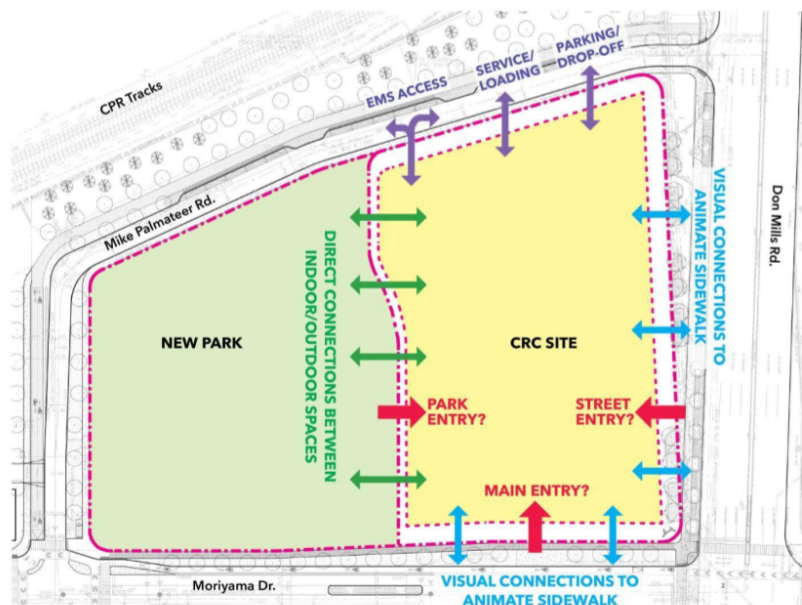 CPR Tracks
EMS ACCESS
SERVICE/
LOADING
PARKING/
DROP-OFF
Mike Palmateer Rd.
VISUAL CONNECTIONS TO
ANIMATE SIDEWALK
Don Mills Rd.
DIRECT CONNECTIONS BETWEEN
INDOOR/OUTDOOR SPACES
NEW PARK
CRC SITE
PARK
ENTRY?
STREET
ENTRY?
MAIN ENTRY?
Moriyama Dr.
VISUAL CONNECTIONS TO
ANIMATE SIDEWALK